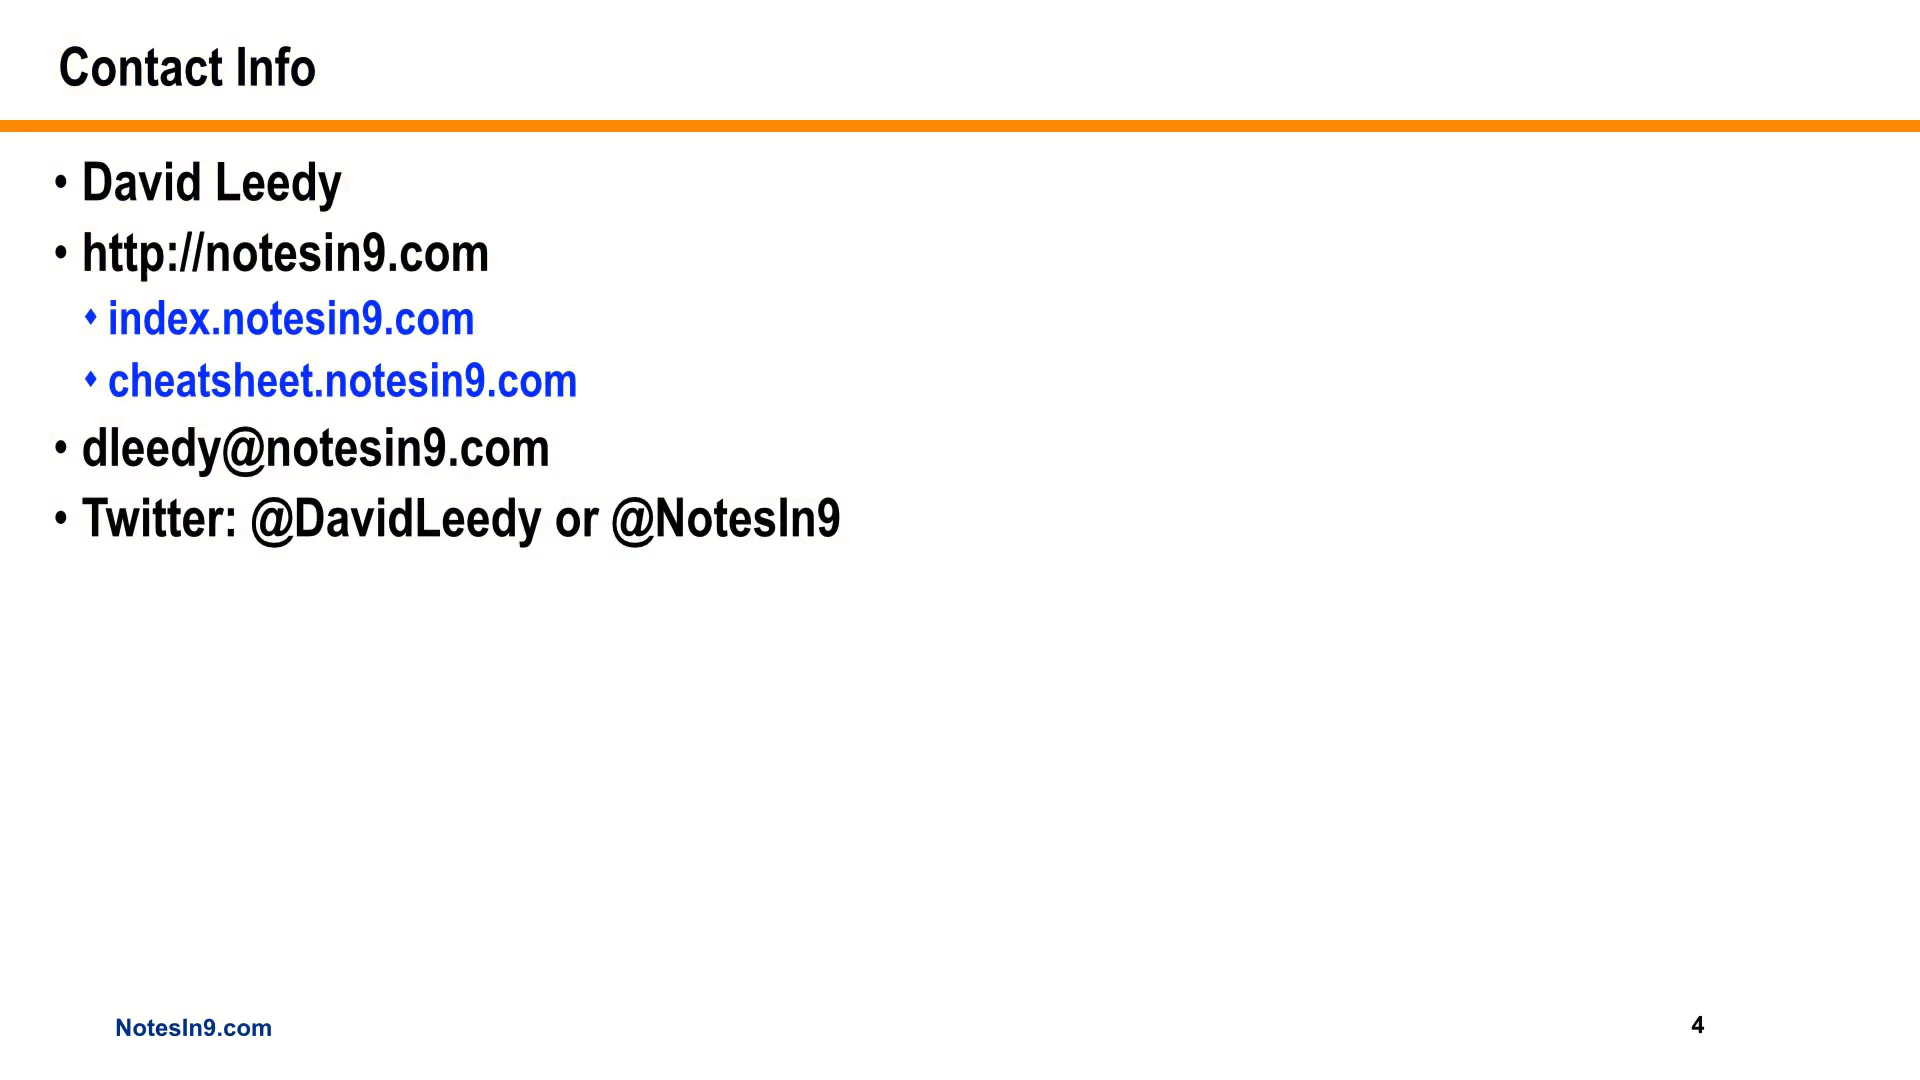 Contact Info
• David Leedy
• http://notesin9.com
♦ index.notesin9.com
♦ cheatsheet.notesin9.com
• dleedy@notesin9.com
• Twitter: @DavidLeedy or @NotesIn9
NotesIn9.com
4